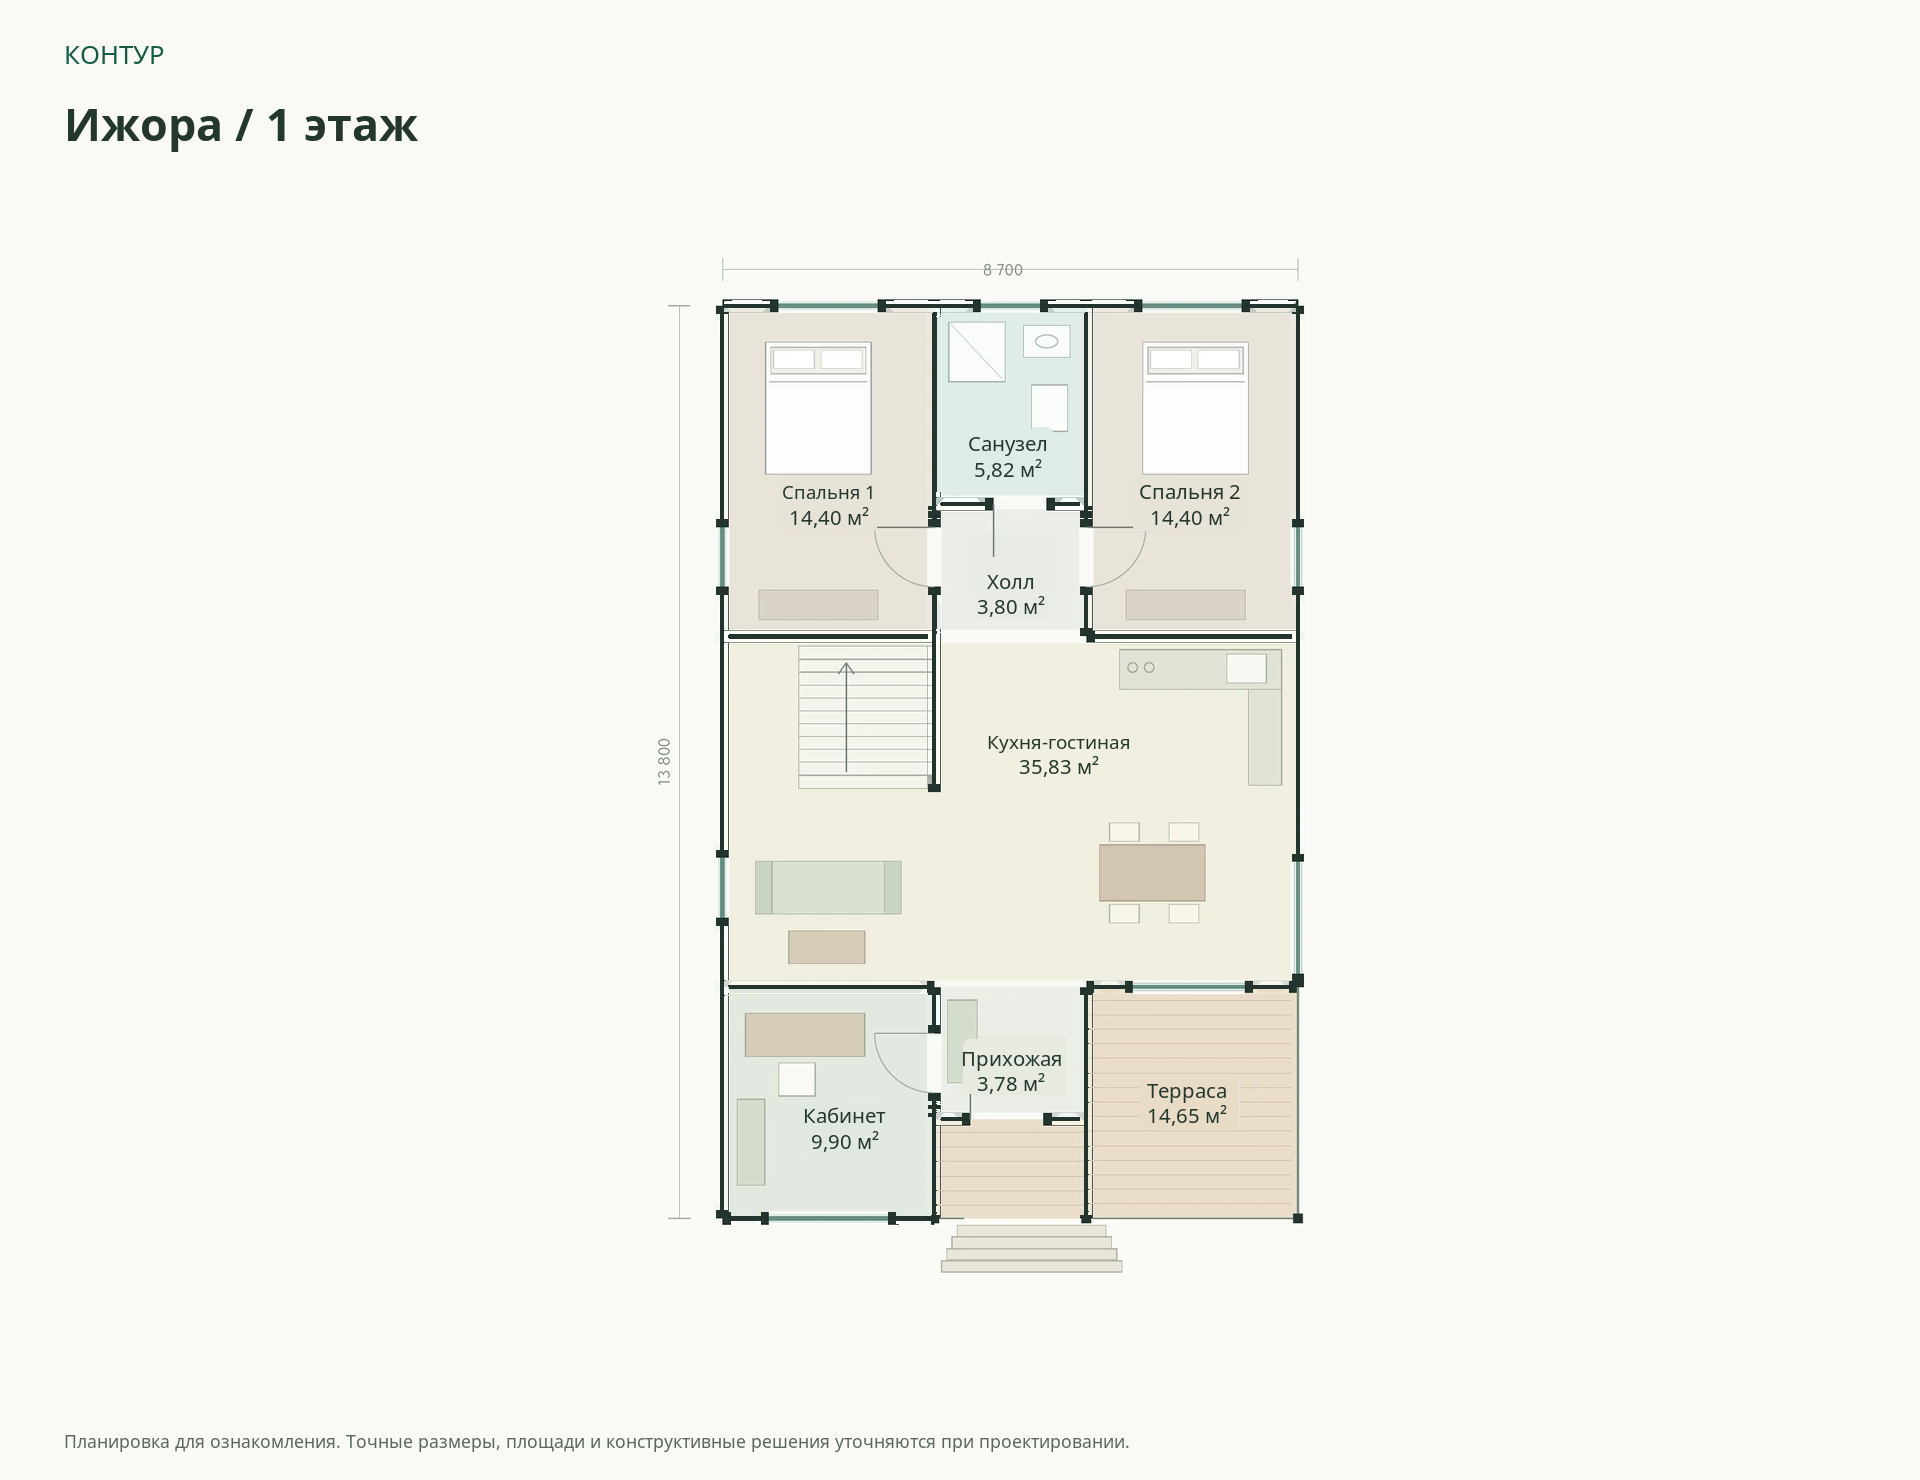 КОНТУР
Ижора / 1 этаж
8 700
13 800
Санузел
5,82 м²
Спальня 1
14,40 м²
Спальня 2
14,40 м²
Холл
3,80 м²
Кухня-гостиная
35,83 м²
Прихожая
3,78 м²
Терраса
14,65 м²
Кабинет
9,90 м²
Планировка для ознакомления. Точные размеры, площади и конструктивные решения уточняются при проектировании.